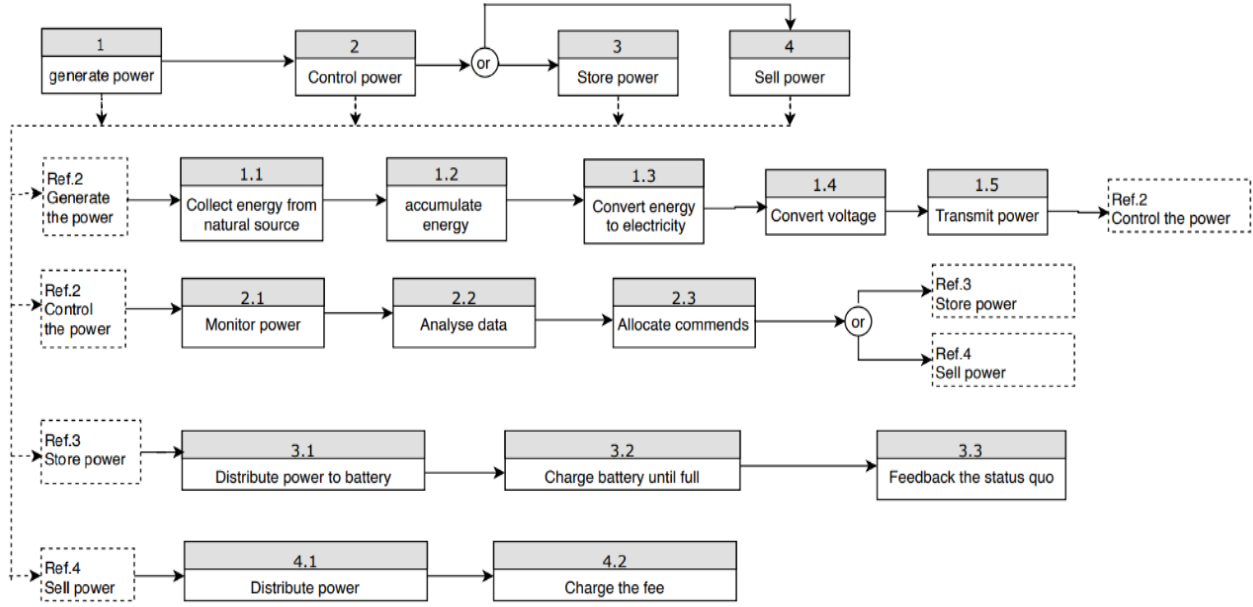 1
generate power
2
Control power
or
3
Store power
4
Sell power
Ref.2
Generate
the power
1.1
Collect energy from
natural source
1.2
accumulate
energy
1.3
Convert energy
to electricity
1.4
Convert voltage
1.5
Transmit power
Ref.2
Control the power
Ref.2
Control
the power
2.1
Monitor power
2.2
Analyse data
2.3
Allocate commends
or
Ref.3
Store power
Ref.4
Sell power
Ref.3
Store power
3.1
Distribute power to battery
3.2
Charge battery until full
3.3
Feedback the status quo
Ref.4
Sell power
4.1
Distribute power
4.2
Charge the fee